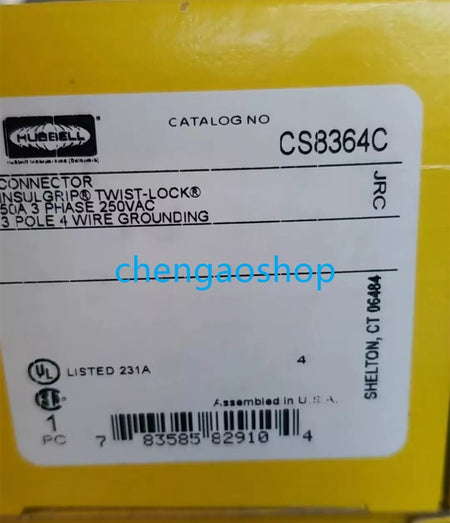 HUBBELL
CATALOG NO
CS8364C
CONNECTOR
INSULGRIP® TWIST-LOCK®
50A 3 PHASE 250VAC
3 POLE 4 WIRE GROUNDING
JRC
chengaoshop
SHELTON, CT 06484
UL
LISTED 231A
4
Assembled in U.S.A.
1
PC
7 83585 82910 4